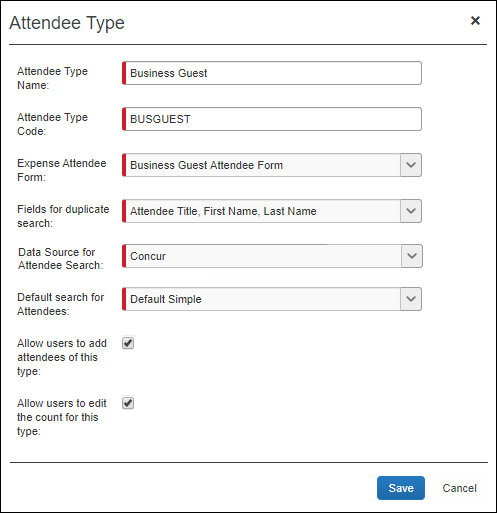 Attendee Type
Attendee Type
Name:
Business Guest
Attendee Type
Code:
BUSGUEST
Expense Attendee
Form:
Business Guest Attendee Form
Fields for duplicate
search:
Attendee Title, First Name, Last Name
Data Source for
Attendee Search:
Concur
Default search for
Attendees:
Default Simple
Allow users to add
attendees of this
type:
Allow users to edit
the count for this
type:
Save
Cancel